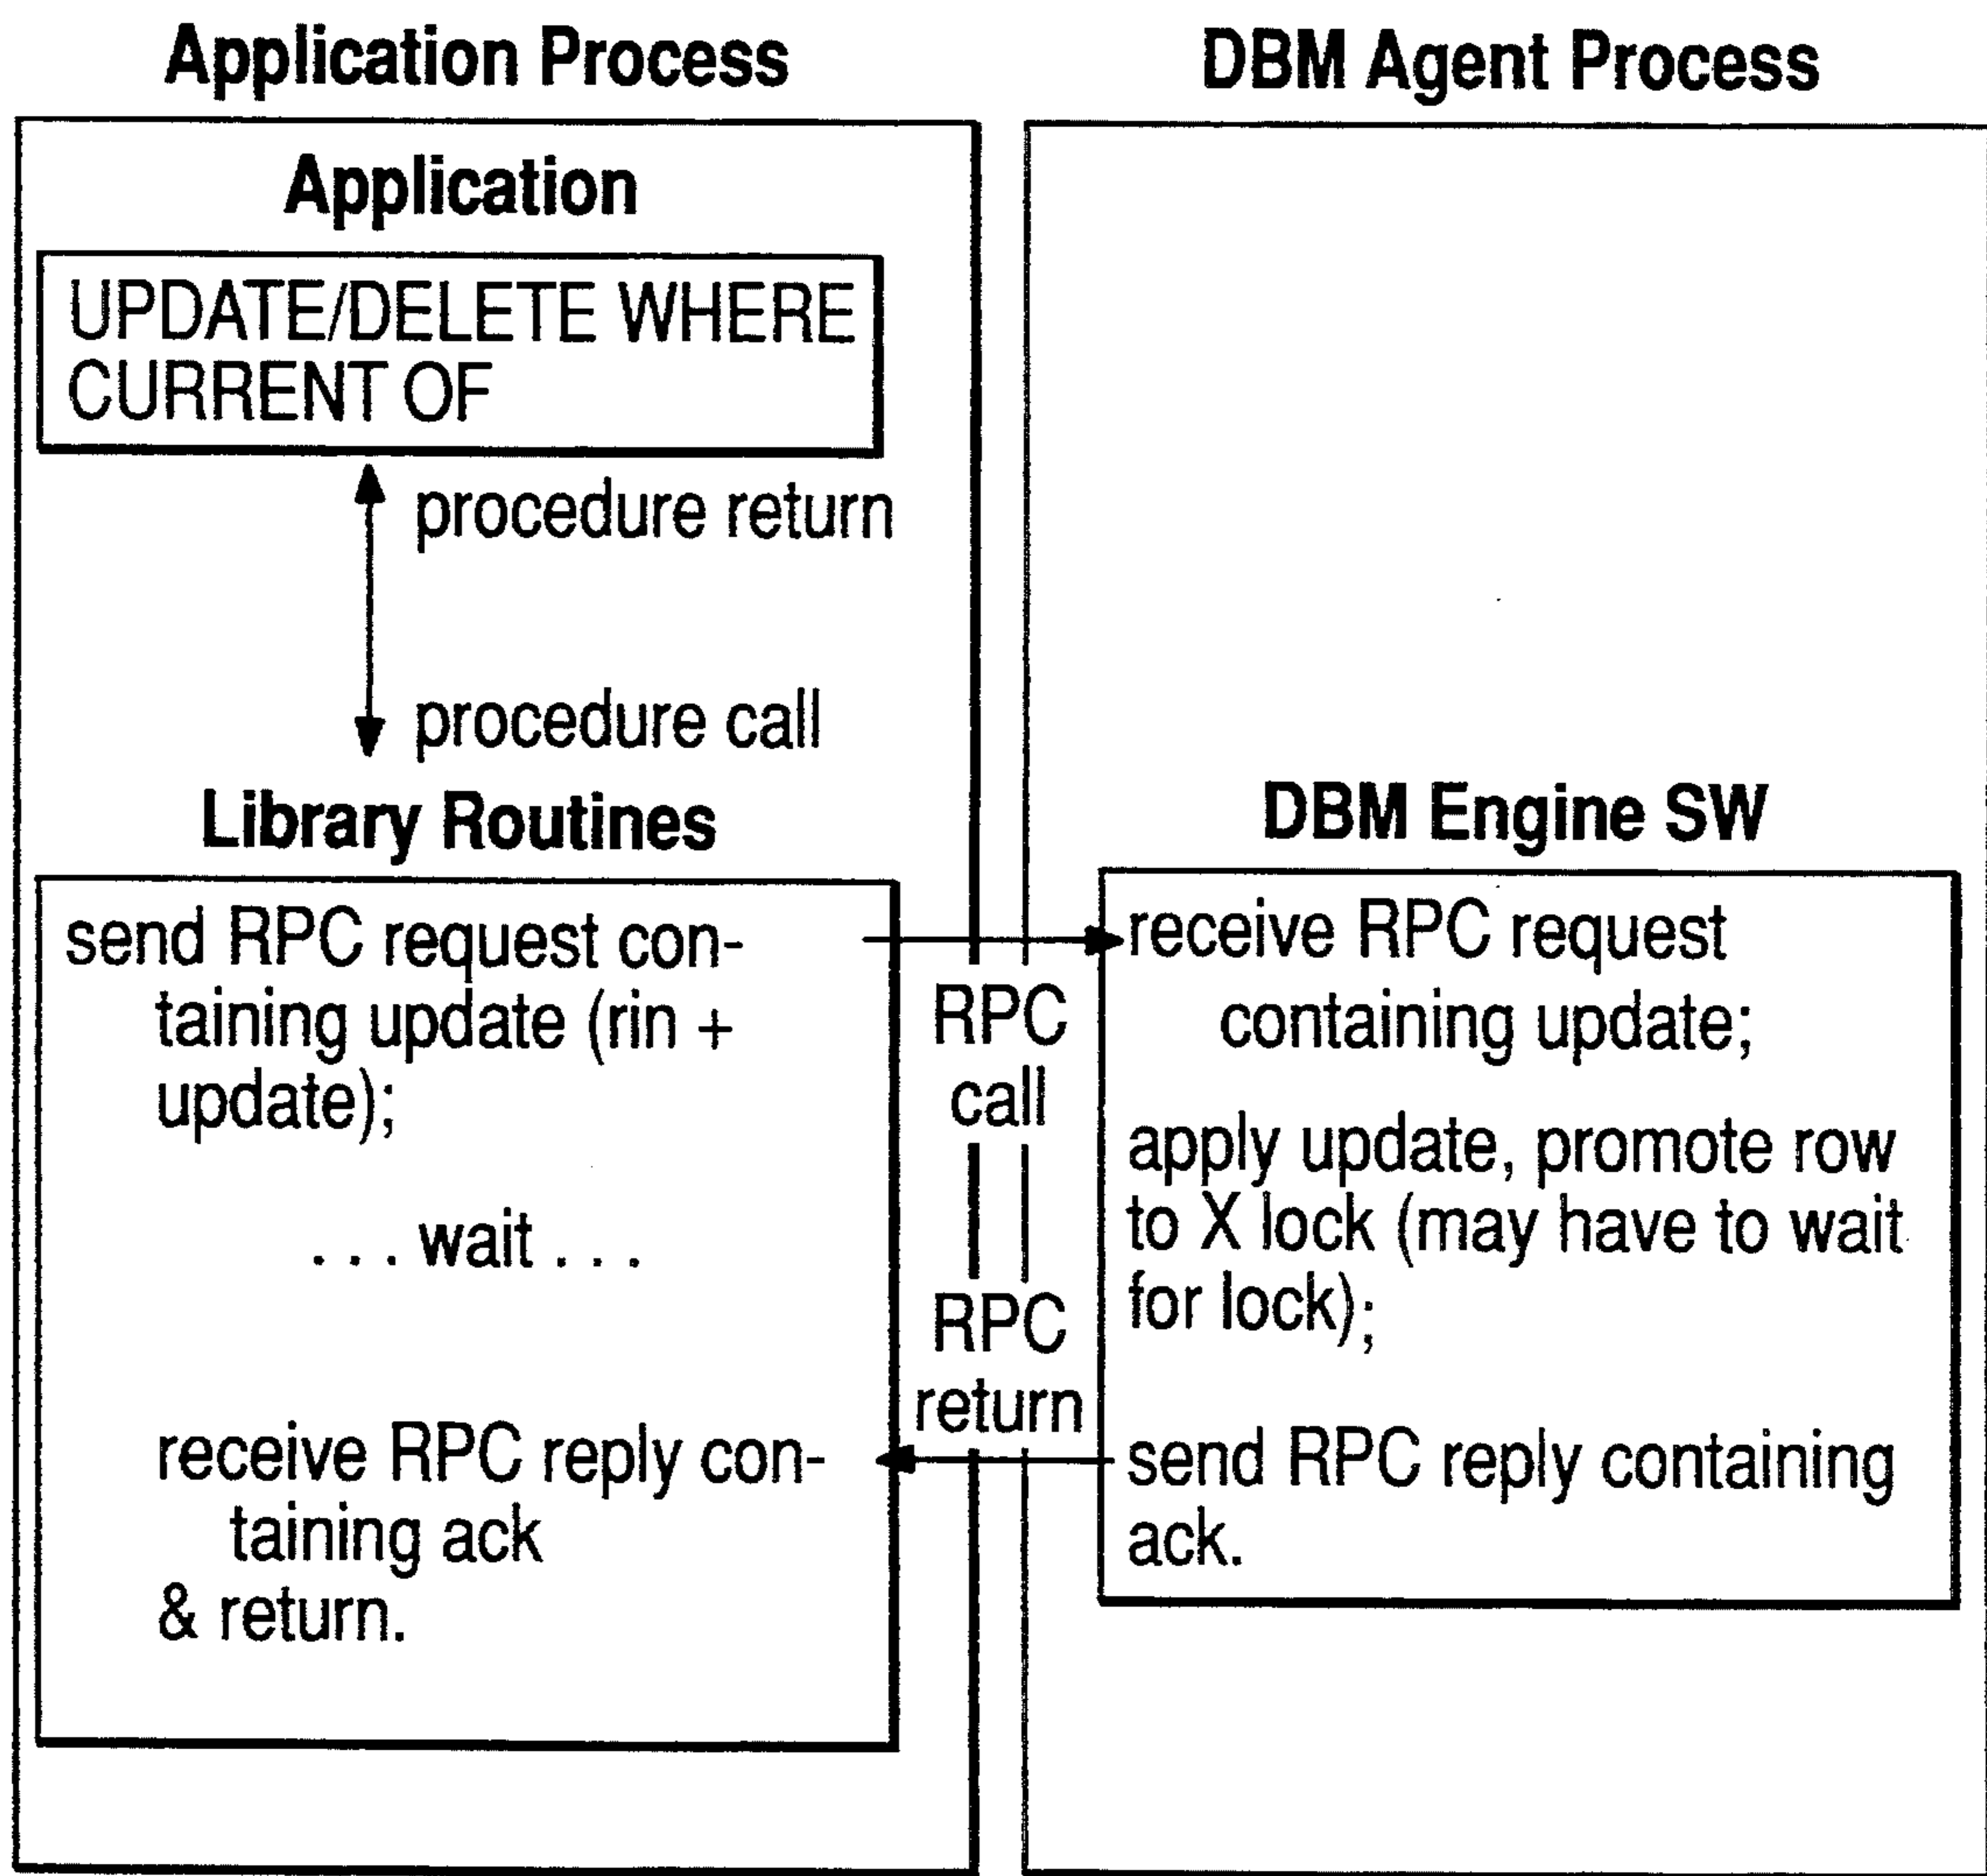 Application Process
DBM Agent Process
Application
UPDATE/DELETE WHERE
CURRENT OF
procedure return
procedure call
Library Routines
send RPC request con-
taining update (rin +
update);
. . . wait . . .
receive RPC reply con-
taining ack
& return.
RPC
call
RPC
return
DBM Engine SW
receive RPC request
containing update;
apply update, promote row
to X lock (may have to wait
for lock);
send RPC reply containing
ack.